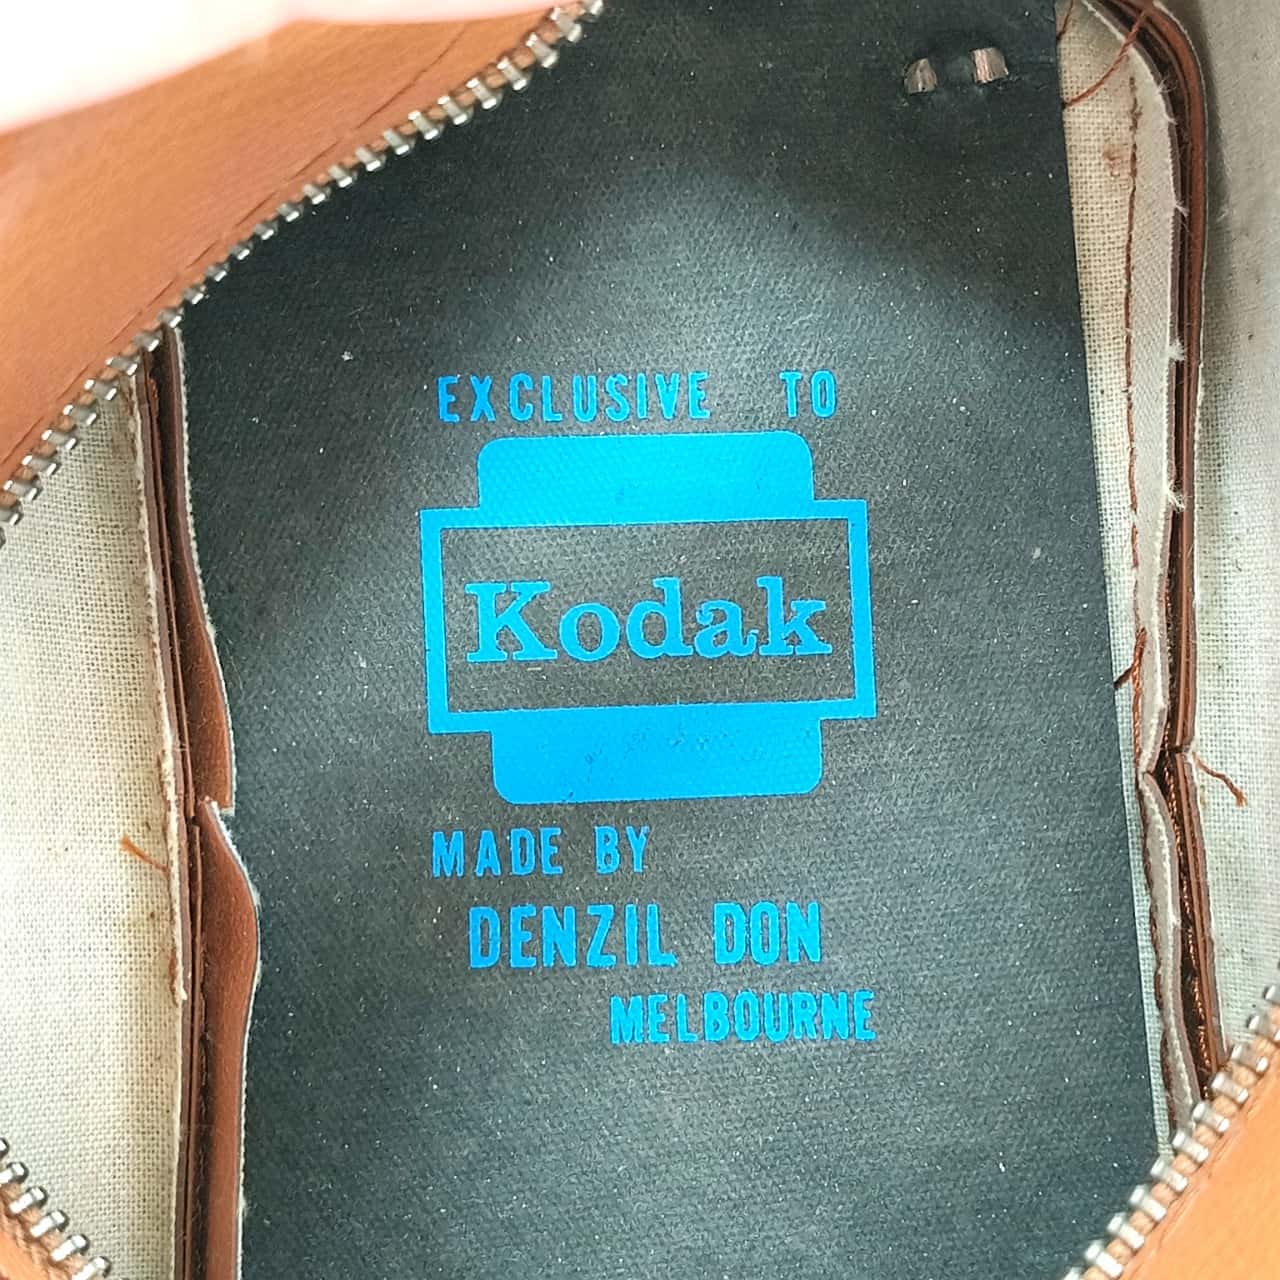 EXCLUSIVE TO
Kodak
MADE BY
DENZIL DON
MELBOURNE